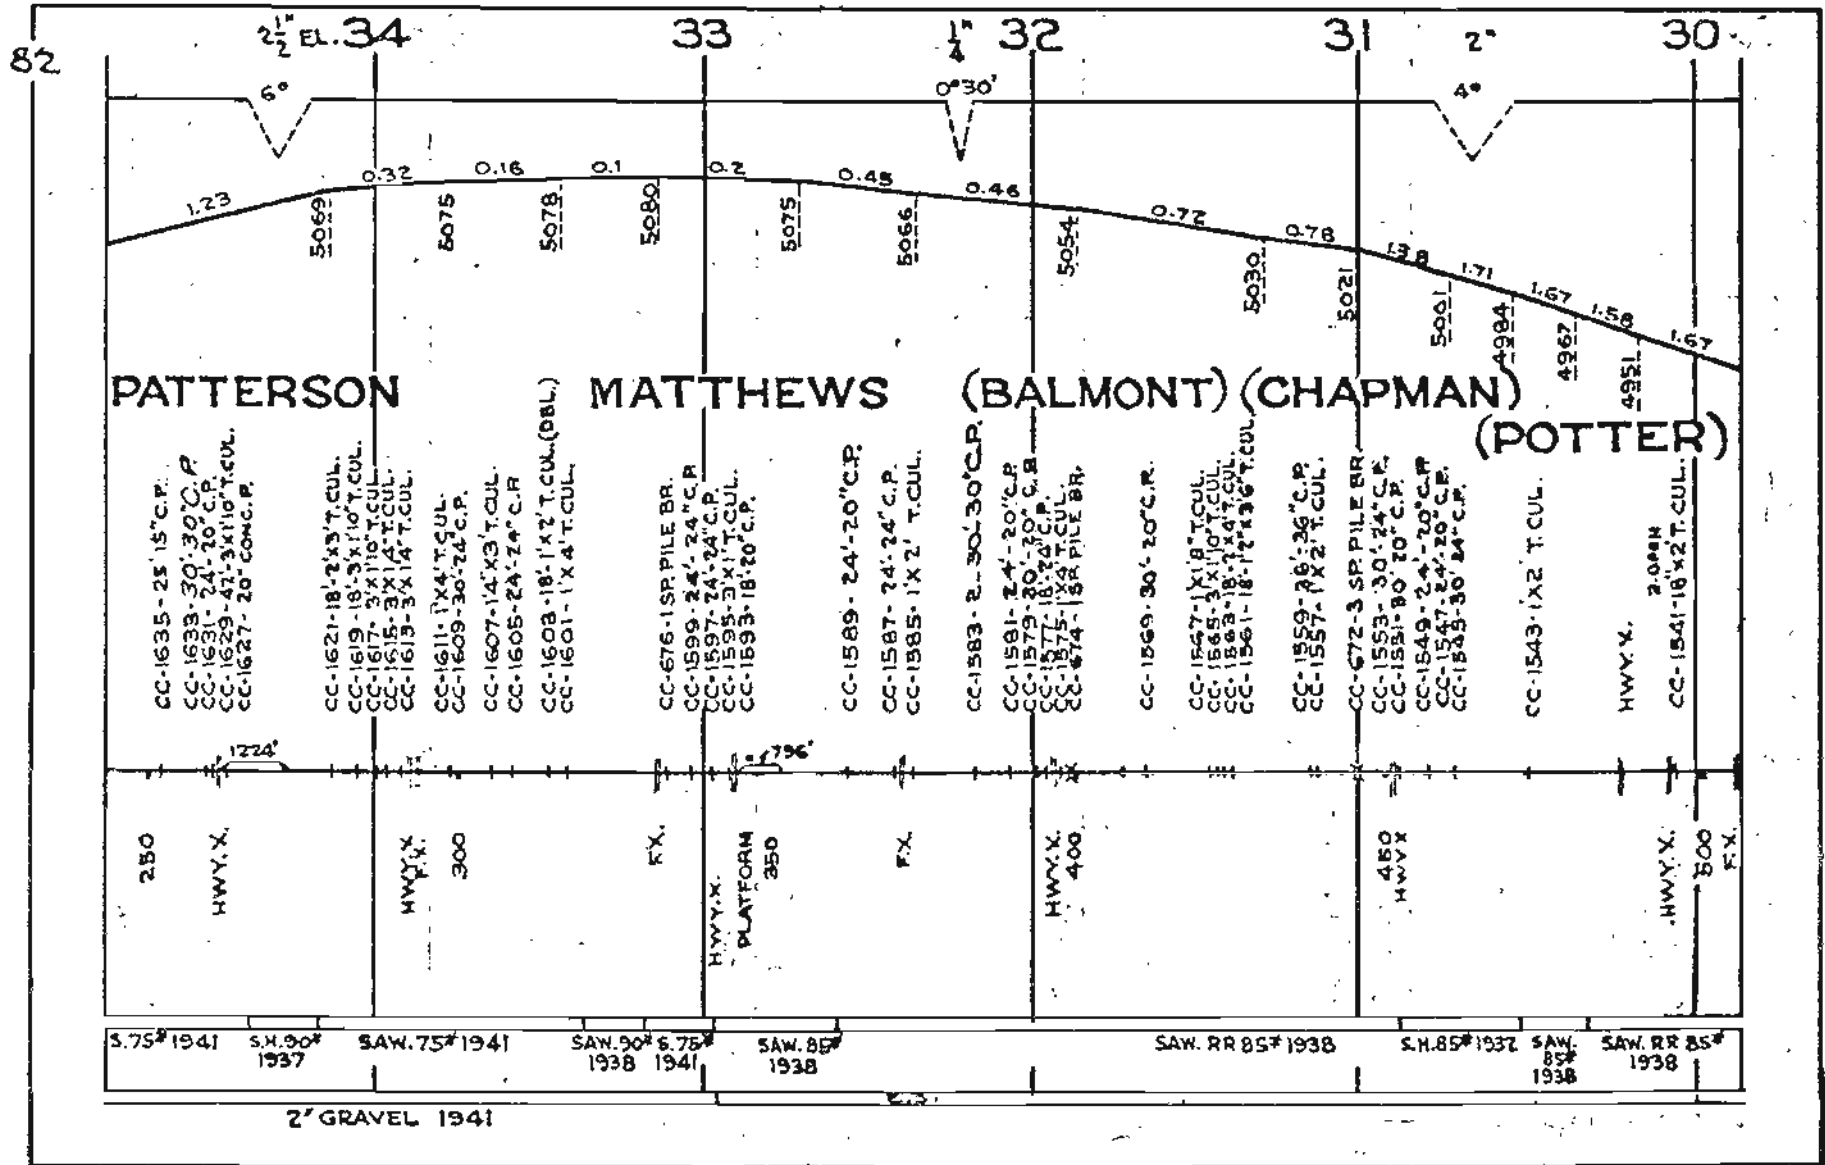 82
2½" EL. 34 33 ¼" 32 31 2" 30
6° 0°30' 4°
1.23 0.32 0.16 0.1 0.2 0.45 0.46 0.72 0.78 1.38 1.71 1.67 1.58 1.67
5069 5075 5078 5080 5075 5066 5054 5030 5021 5001 4984 4967 4951
PATTERSON MATTHEWS (BALMONT) (CHAPMAN)
(POTTER)
CC-1635-25'15"C.P.
CC-1633-30'-30"C.P.
CC-1631-24'-20"C.P.
CC-1629-42'-3'X1'10"T.CUL.
CC-1627-20" CONC.P.
CC-1621-18'-2'X3'T.CUL.
CC-1619-18'-3'X1'10"T.CUL.
CC-1617-3'X1'10"T.CUL.
CC-1615-3'X1'4"T.CUL.
CC-1613-3'X1'4"T.CUL.
CC-1611-1'X4'T.CUL.
CC-1609-30'-24"C.P.
CC-1607-1'4"X3'T.CUL.
CC-1605-24'-24"C.P.
CC-1603-18'-1'X2'T.CUL.(DBL.)
CC-1601-1'X4'T.CUL.
CC-676-1SP.PILE BR.
CC-1599-24'-24"C.P.
CC-1597-24'-24"C.P.
CC-1595-3'X1'T.CUL.
CC-1593-18'-20"C.P.
CC-1589-24'-20"C.P.
CC-1587-24'-24"C.P.
CC-1585-1'X2'T.CUL.
CC-1583-2-30'-30"C.P.
CC-1581-24'-20"C.P.
CC-1579-20'-20"C.P.
CC-1577-18'-24"C.P.
CC-1575-1'X4'T.CUL.
CC-674-1SP.PILE BR.
CC-1569-30'-20"C.P.
CC-1567-1'X1'8"T.CUL.
CC-1565-3'X1'10"T.CUL.
CC-1563-18'-2'X4'T.CUL.
CC-1561-18'-12"X36"T.CUL.
CC-1559-26'-36"C.P.
CC-1557-1'X2'T.CUL.
CC-672-3 SP.PILE BR.
CC-1553-30'-24"C.P.
CC-1551-30'20"C.P.
CC-1549-24'-20"C.P.
CC-1547-24'-20"C.P.
CC-1545-30'24"C.P.
CC-1543-1'X2'T.CUL.
HWY.X.
CC-1541-18'X2'T.CUL.
1224' 796'
250 HWY.X. HWY.X. F.X. 300 F.X. HWY.X. PLATFORM 350 F.X. HWY.X. 400 450 HWY.X HWY.X. 500 F.X.
S.75# 1941
S.H.90#
1937
SAW.75# 1941
SAW.90#
1938
S.75#
1941
SAW.85#
1938
SAW. RR 85# 1938
S.H.85# 1932
SAW.
85#
1938
SAW. RR 85#
1938
2" GRAVEL 1941